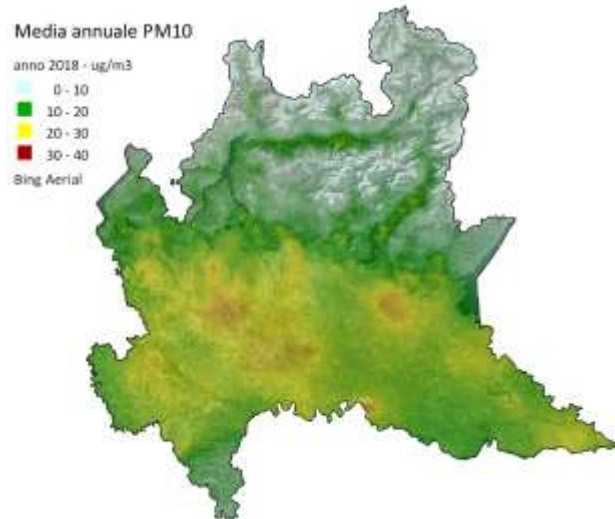 Media annuale PM10
anno 2018 - ug/m3
0 - 10
10 - 20
20 - 30
30 - 40
Bing Aerial